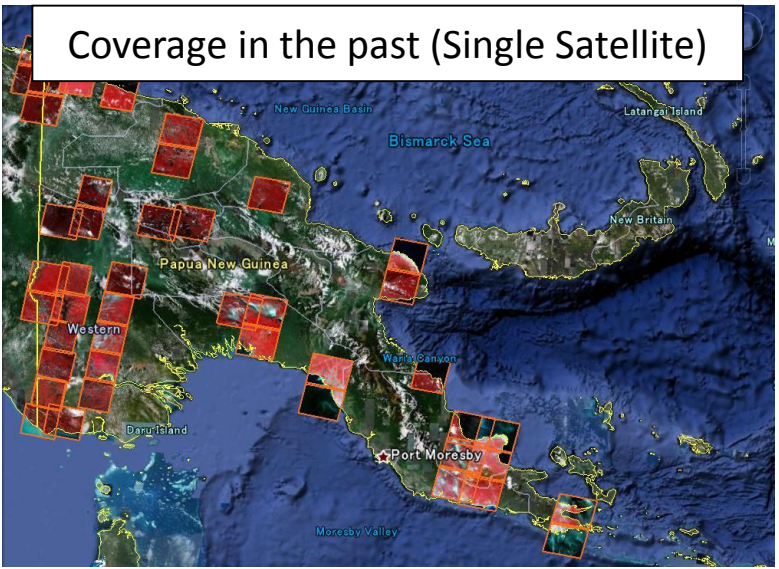 Coverage in the past (Single Satellite)
New Guinea Basin
Latangai Island
Bismarck Sea
New Britain
Papua New Guinea
Western
Waria Canyon
Daru Island
Port Moresby
Moresby Valley